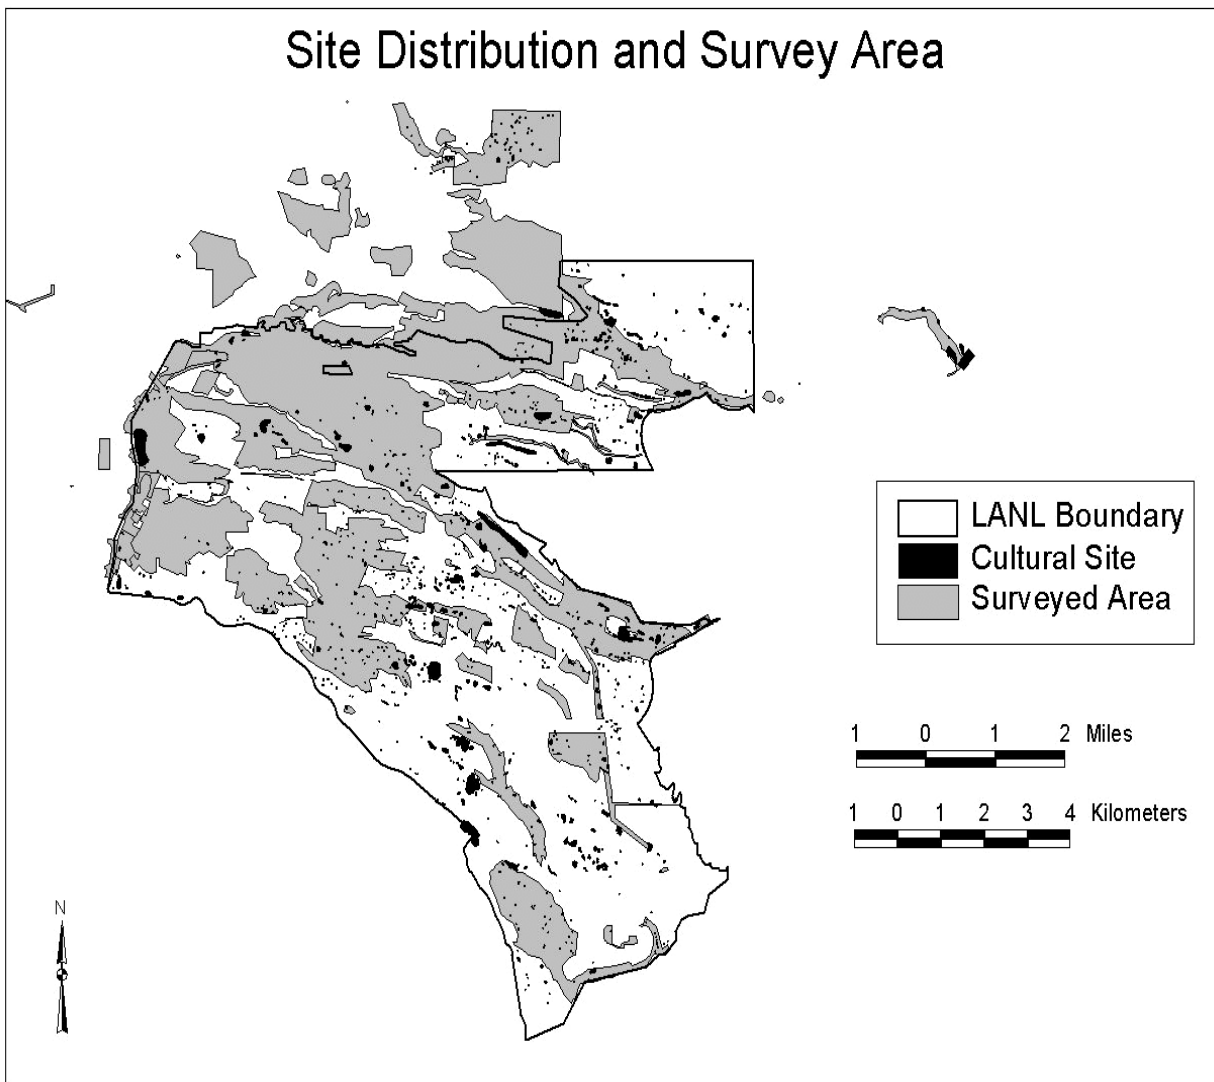 Site Distribution and Survey Area
LANL Boundary
Cultural Site
Surveyed Area
1 0 1 2 Miles
1 0 1 2 3 4 Kilometers
N